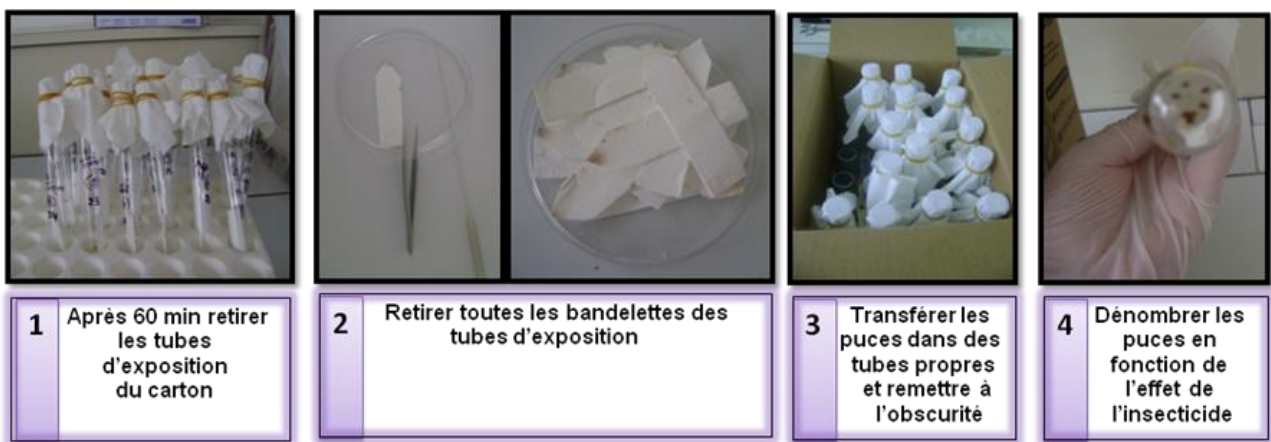 1
Après 60 min retirer
les tubes
d'exposition
du carton
2
Retirer toutes les bandelettes des
tubes d'exposition
3
Transférer les
puces dans des
tubes propres
et remettre à
l'obscurité
4
Dénombrer les
puces en
fonction de
l'effet de
l'insecticide